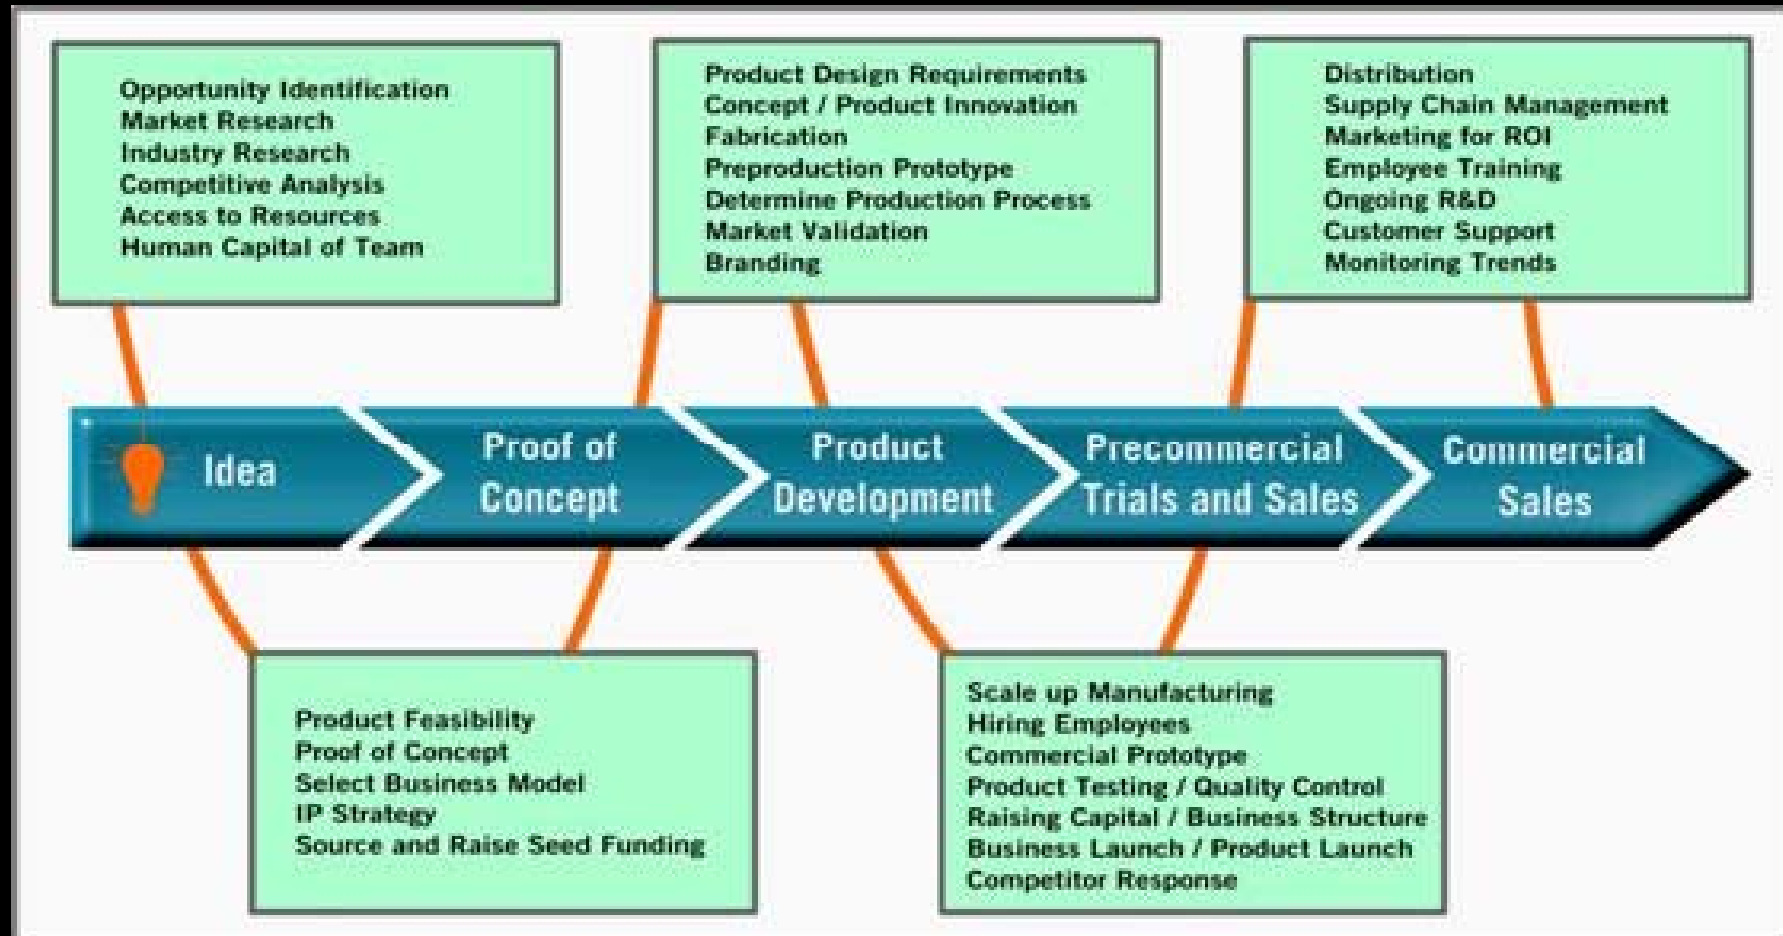 Opportunity Identification
Market Research
Industry Research
Competitive Analysis
Access to Resources
Human Capital of Team
Product Design Requirements
Concept / Product Innovation
Fabrication
Preproduction Prototype
Determine Production Process
Market Validation
Branding
Distribution
Supply Chain Management
Marketing for ROI
Employee Training
Ongoing R&D
Customer Support
Monitoring Trends
Idea
Proof of
Concept
Product
Development
Precommercial
Trials and Sales
Commercial
Sales
Product Feasibility
Proof of Concept
Select Business Model
IP Strategy
Source and Raise Seed Funding
Scale up Manufacturing
Hiring Employees
Commercial Prototype
Product Testing / Quality Control
Raising Capital / Business Structure
Business Launch / Product Launch
Competitor Response